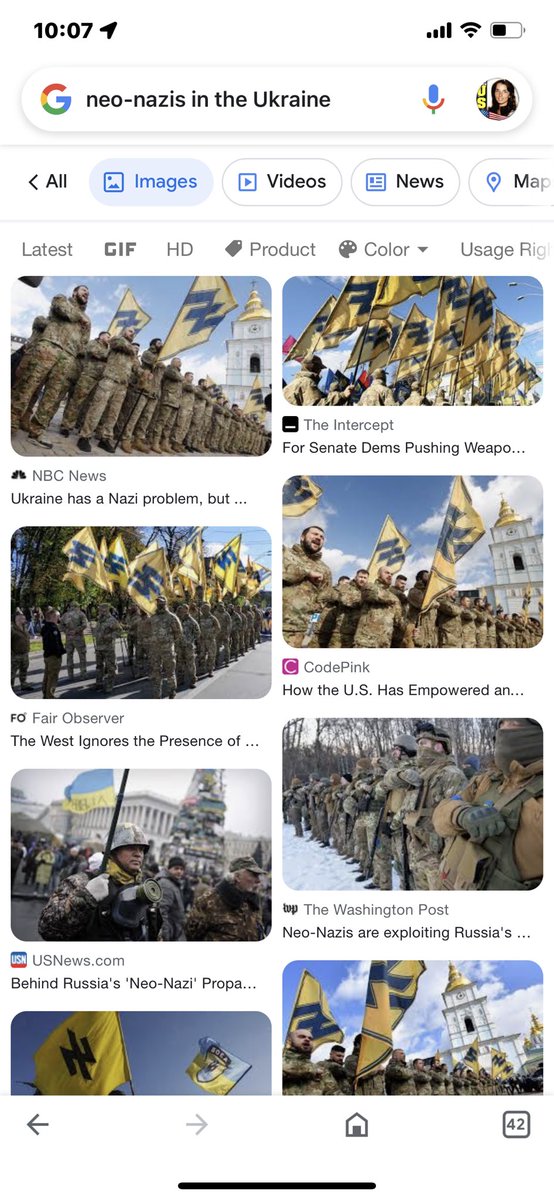 10:07
neo-nazis in the Ukraine
All
Images
Videos
News
Map
Latest
GIF
HD
Product
Color
Usage Righ
NBC News
Ukraine has a Nazi problem, but ...
The Intercept
For Senate Dems Pushing Weapo...
FO Fair Observer
The West Ignores the Presence of ...
CodePink
How the U.S. Has Empowered an...
USN USNews.com
Behind Russia's 'Neo-Nazi' Propa...
wp The Washington Post
Neo-Nazis are exploiting Russia's ...
42